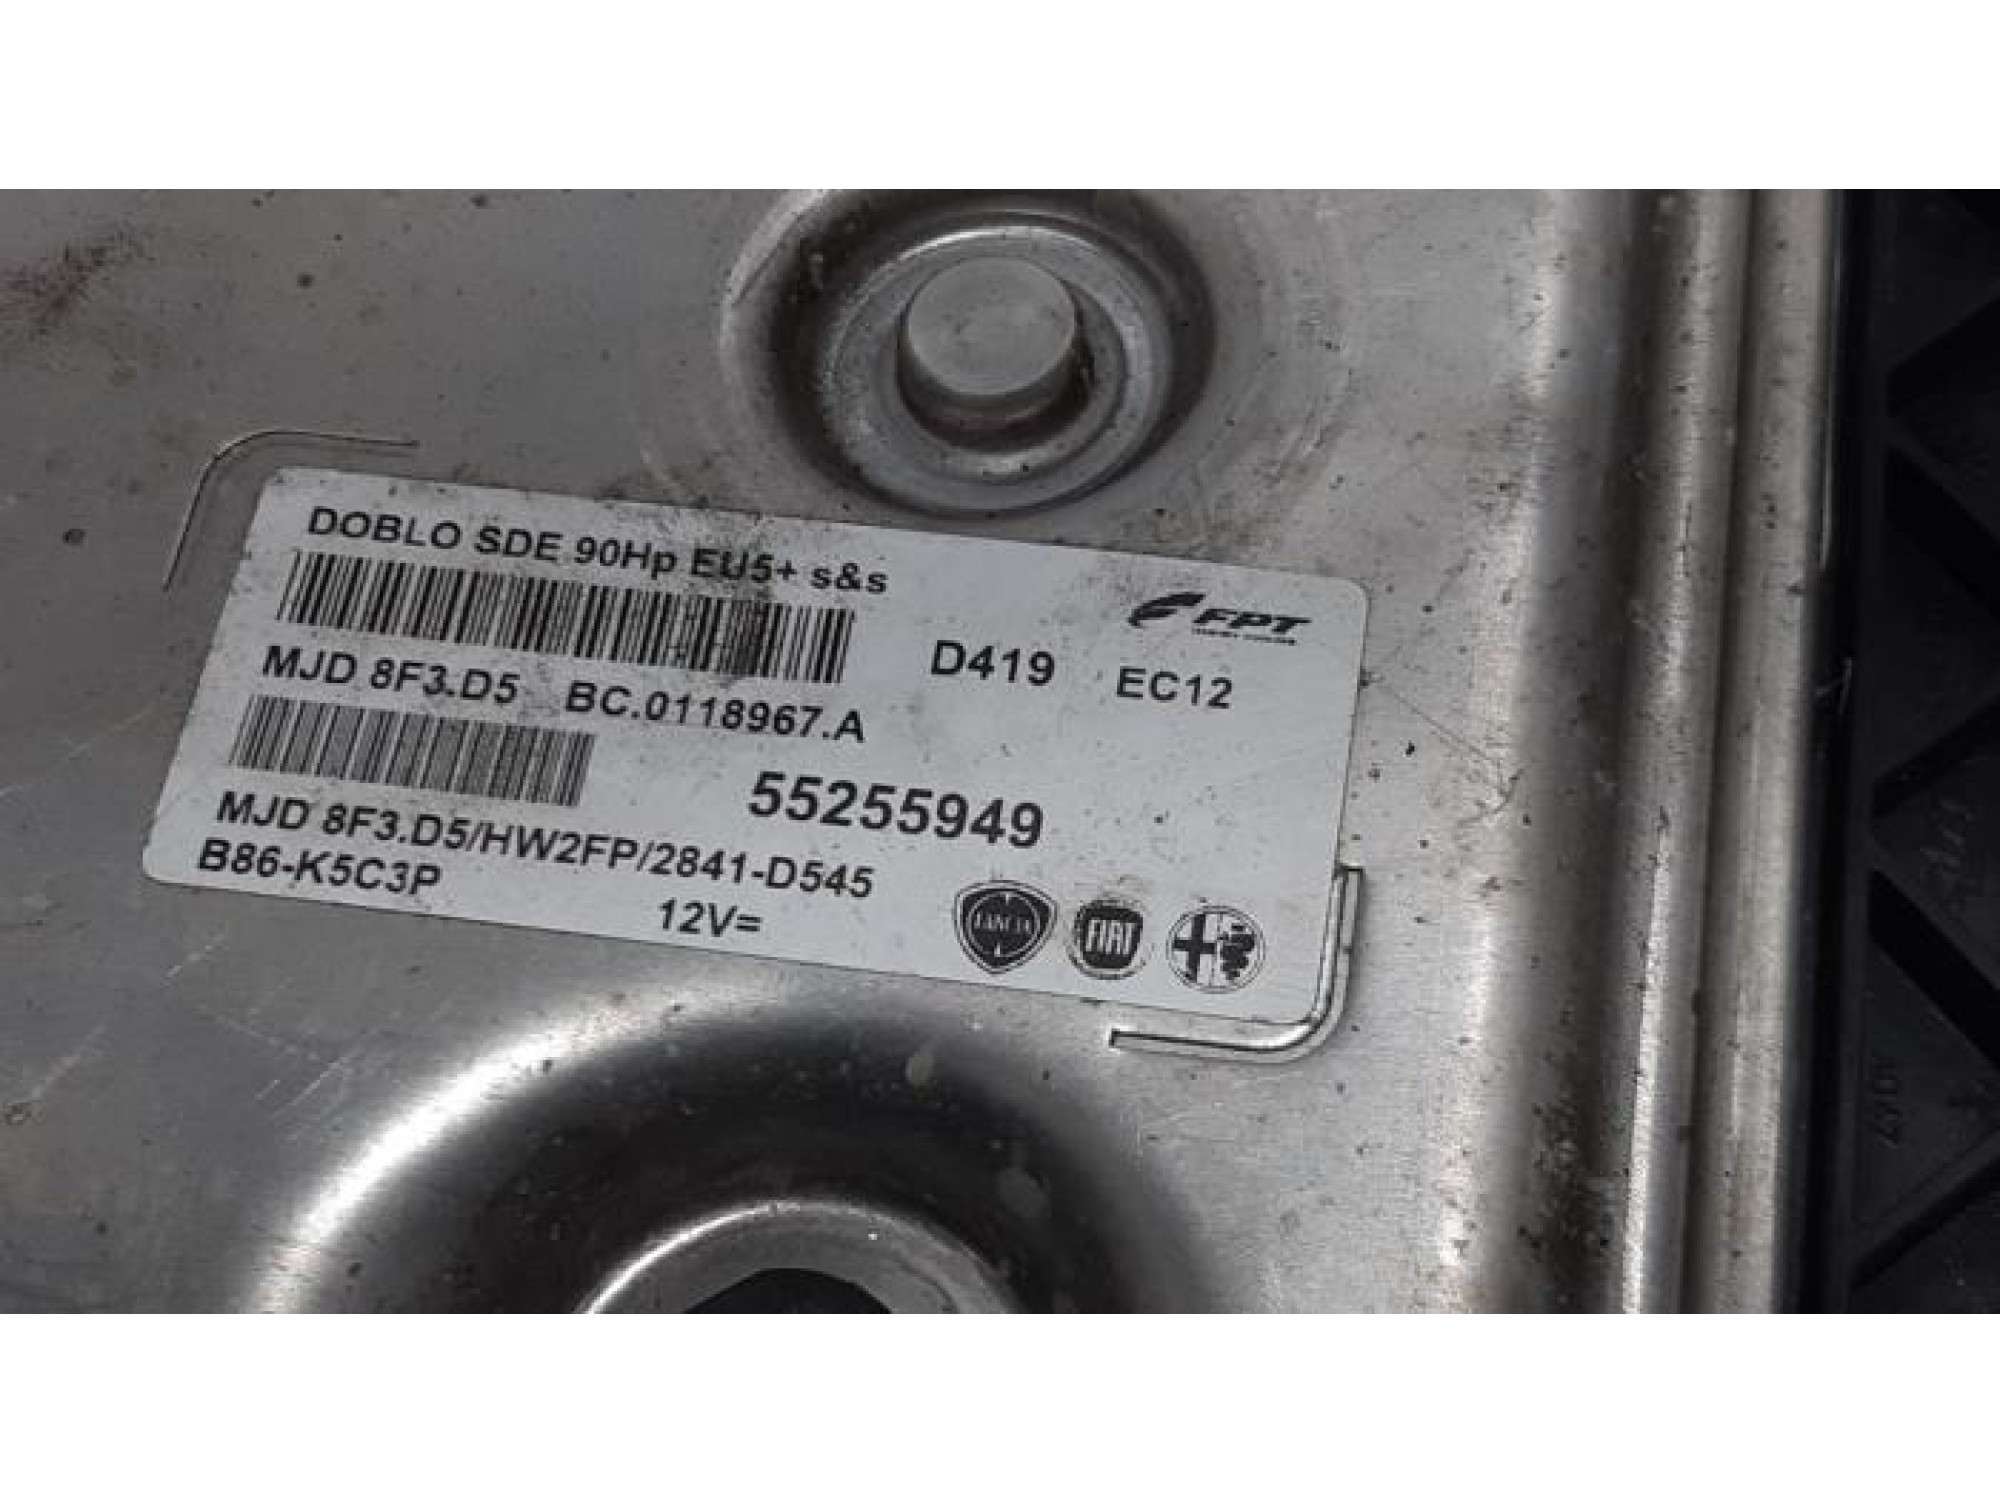 DOBLO SDE 90Hp EU5+ s&s
FPT
D419 EC12
MJD 8F3.D5 BC.0118967.A
55255949
MJD 8F3.D5/HW2FP/2841-D545
B86-K5C3P
12V=
LANCIA FIAT